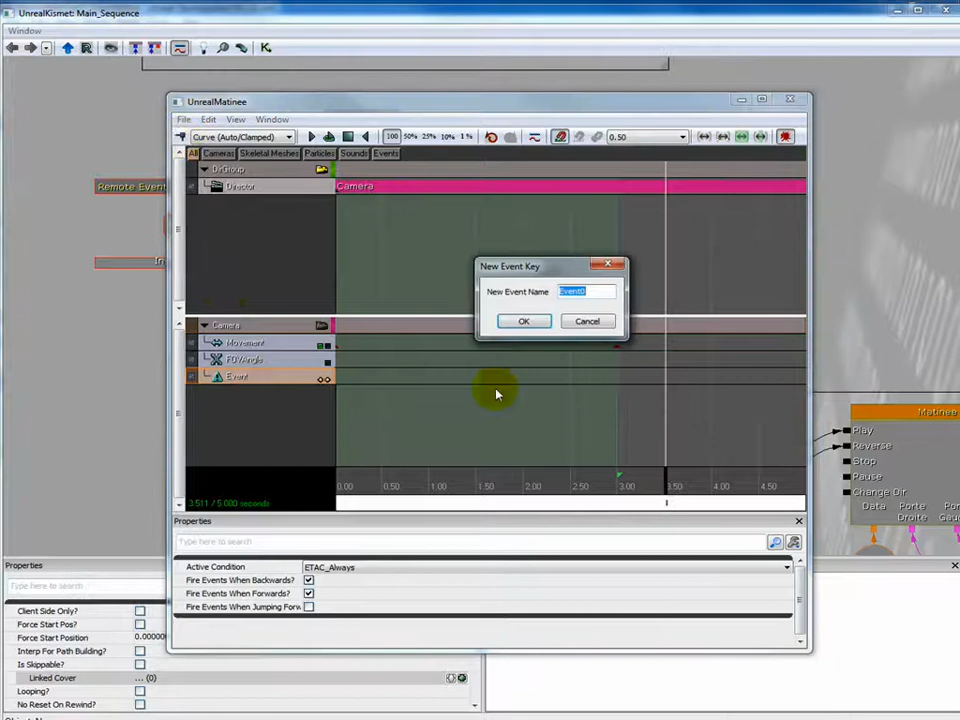 UnrealKismet: Main_Sequence
Window
UnrealMatinee
File Edit View Window
Curve (Auto/Clamped) 100 50% 25% 10% 1% 0.50
All Cameras Skeletal Meshes Particles Sounds Events
DirGroup
Director Camera
Remote Event
In
New Event Key
New Event Name Event0
OK Cancel
Camera
Movement
FOVAngle
Event
Matinee
Play
Reverse
Stop
Pause
Change Dir
Data Porte Droite Po Gau
0.00 0.50 1.00 1.50 2.00 2.50 3.00 3.50 4.00 4.50
3.511 / 5.000 seconds
Properties
Type here to search
Active Condition ETAC_Always
Fire Events When Backwards?
Fire Events When Forwards?
Fire Events When Jumping Forw
Properties
Type here to search
Client Side Only?
Force Start Pos?
Force Start Position 0.00000
Interp For Path Building?
Is Skippable?
Linked Cover ... (0)
Looping?
No Reset On Rewind?